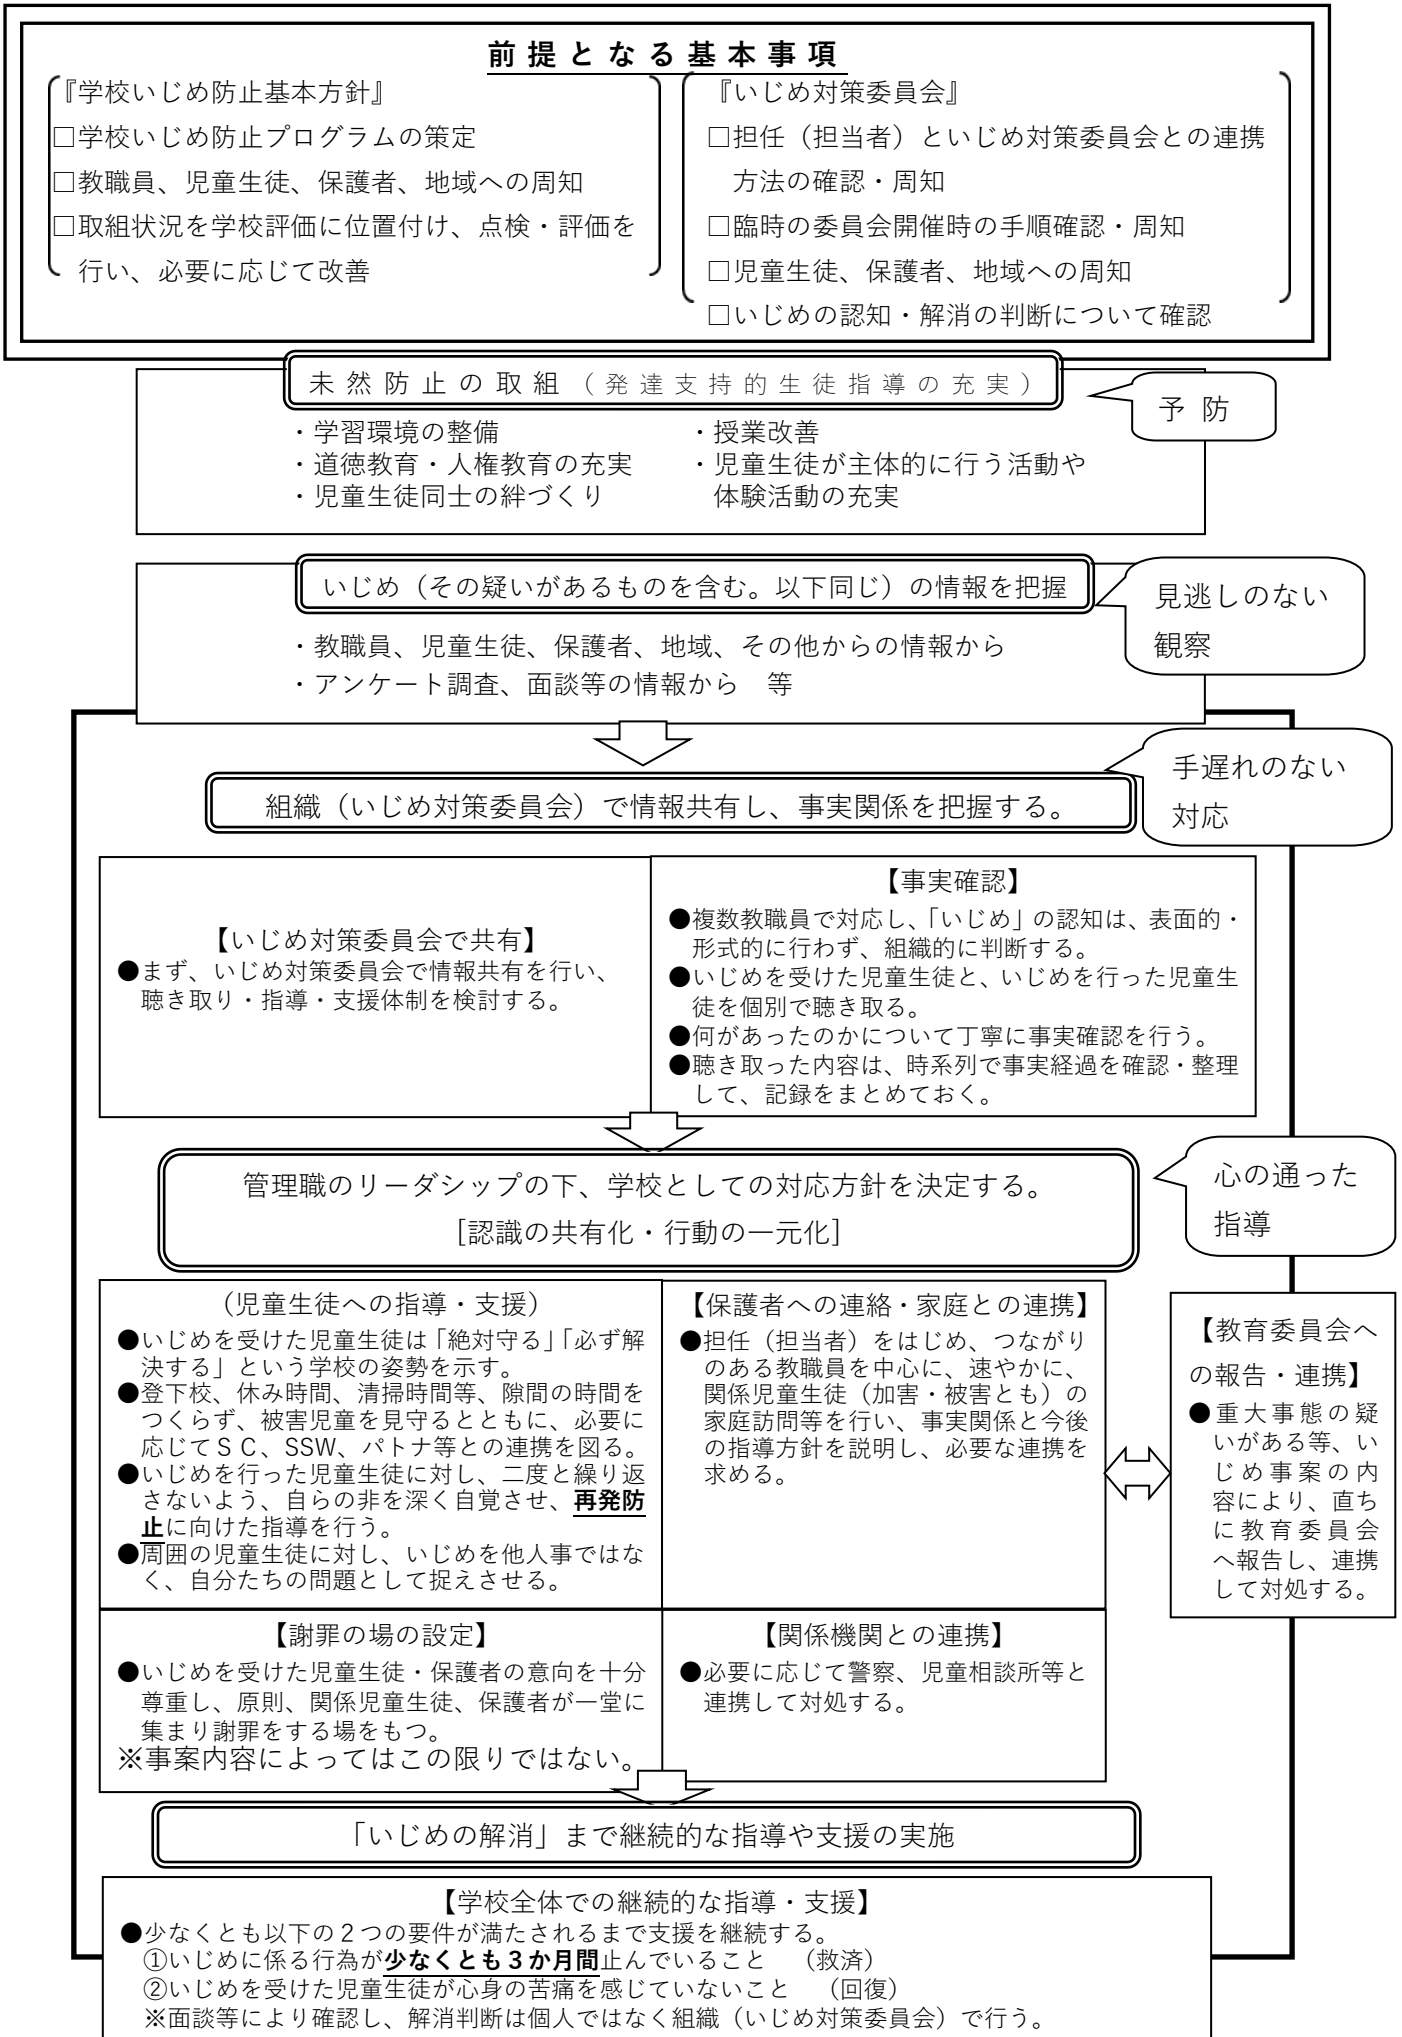 前提となる基本事項
『学校いじめ防止基本方針』
□学校いじめ防止プログラムの策定
□教職員、児童生徒、保護者、地域への周知
□取組状況を学校評価に位置付け、点検・評価を
行い、必要に応じて改善
『いじめ対策委員会』
□担任（担当者）といじめ対策委員会との連携
方法の確認・周知
□臨時の委員会開催時の手順確認・周知
□児童生徒、保護者、地域への周知
□いじめの認知・解消の判断について確認
未然防止の取組（発達支持的生徒指導の充実）
予 防
・学習環境の整備
・道徳教育・人権教育の充実
・児童生徒同士の絆づくり
・授業改善
・児童生徒が主体的に行う活動や
体験活動の充実
いじめ（その疑いがあるものを含む。以下同じ）の情報を把握
見逃しのない
観察
・教職員、児童生徒、保護者、地域、その他からの情報から
・アンケート調査、面談等の情報から　等
手遅れのない
対応
組織（いじめ対策委員会）で情報共有し、事実関係を把握する。
【いじめ対策委員会で共有】
●まず、いじめ対策委員会で情報共有を行い、
聴き取り・指導・支援体制を検討する。
【事実確認】
●複数教職員で対応し、「いじめ」の認知は、表面的・
形式的に行わず、組織的に判断する。
●いじめを受けた児童生徒と、いじめを行った児童生
徒を個別で聴き取る。
●何があったのかについて丁寧に事実確認を行う。
●聴き取った内容は、時系列で事実経過を確認・整理
して、記録をまとめておく。
管理職のリーダシップの下、学校としての対応方針を決定する。
［認識の共有化・行動の一元化］
心の通った
指導
（児童生徒への指導・支援）
●いじめを受けた児童生徒は「絶対守る」「必ず解
決する」という学校の姿勢を示す。
●登下校、休み時間、清掃時間等、隙間の時間を
つくらず、被害児童を見守るとともに、必要に
応じてＳＣ、SSW、パトナ等との連携を図る。
●いじめを行った児童生徒に対し、二度と繰り返
さないよう、自らの非を深く自覚させ、再発防
止に向けた指導を行う。
●周囲の児童生徒に対し、いじめを他人事ではな
く、自分たちの問題として捉えさせる。
【保護者への連絡・家庭との連携】
●担任（担当者）をはじめ、つながり
のある教職員を中心に、速やかに、
関係児童生徒（加害・被害とも）の
家庭訪問等を行い、事実関係と今後
の指導方針を説明し、必要な連携を
求める。
【教育委員会へ
の報告・連携】
●重大事態の疑
いがある等、い
じめ事案の内
容により、直ち
に教育委員会
へ報告し、連携
して対処する。
【謝罪の場の設定】
●いじめを受けた児童生徒・保護者の意向を十分
尊重し、原則、関係児童生徒、保護者が一堂に
集まり謝罪をする場をもつ。
※事案内容によってはこの限りではない。
【関係機関との連携】
●必要に応じて警察、児童相談所等と
連携して対処する。
「いじめの解消」まで継続的な指導や支援の実施
【学校全体での継続的な指導・支援】
●少なくとも以下の２つの要件が満たされるまで支援を継続する。
①いじめに係る行為が少なくとも３か月間止んでいること　（救済）
②いじめを受けた児童生徒が心身の苦痛を感じていないこと　（回復）
※面談等により確認し、解消判断は個人ではなく組織（いじめ対策委員会）で行う。